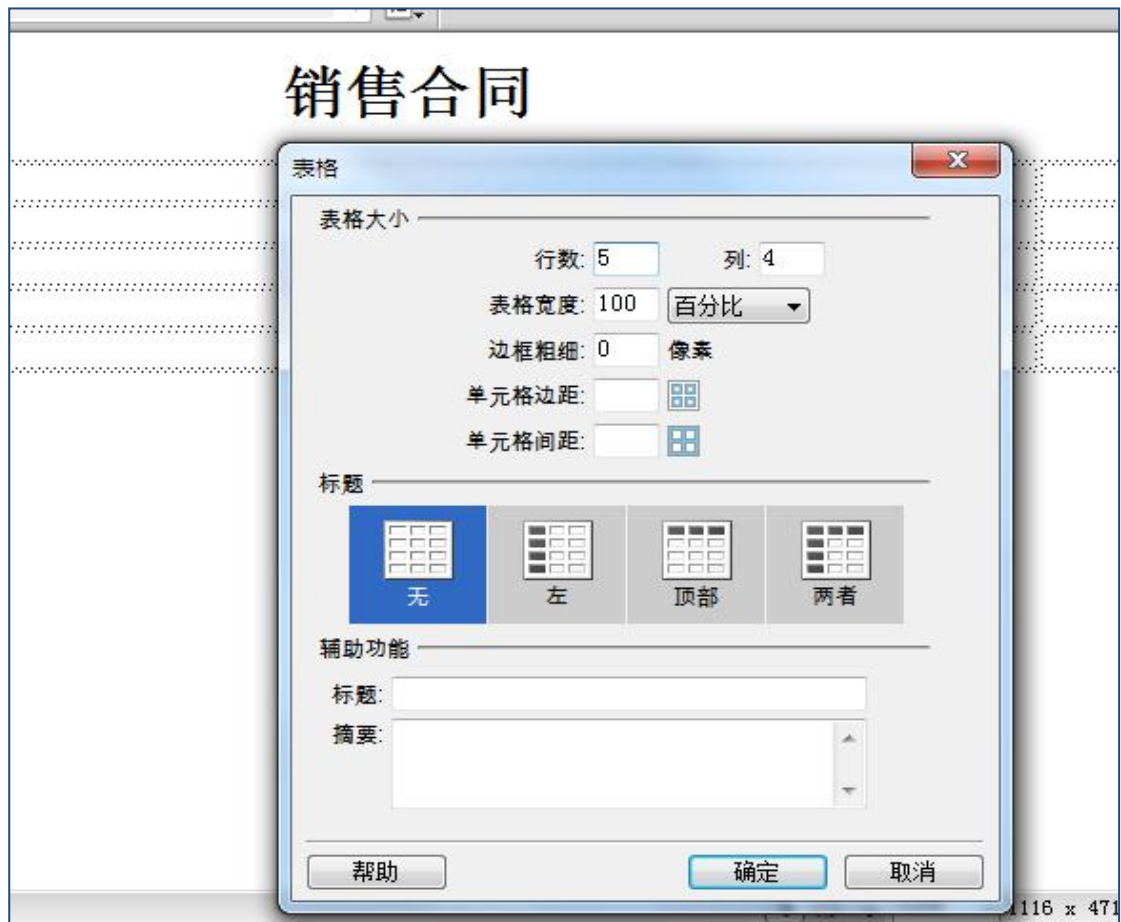 销售合同
表格
表格大小
行数: 5 列: 4
表格宽度: 100 百分比
边框粗细: 0 像素
单元格边距:
单元格间距:
标题
无 左 顶部 两者
辅助功能
标题:
摘要:
帮助 确定 取消
1116 x 471